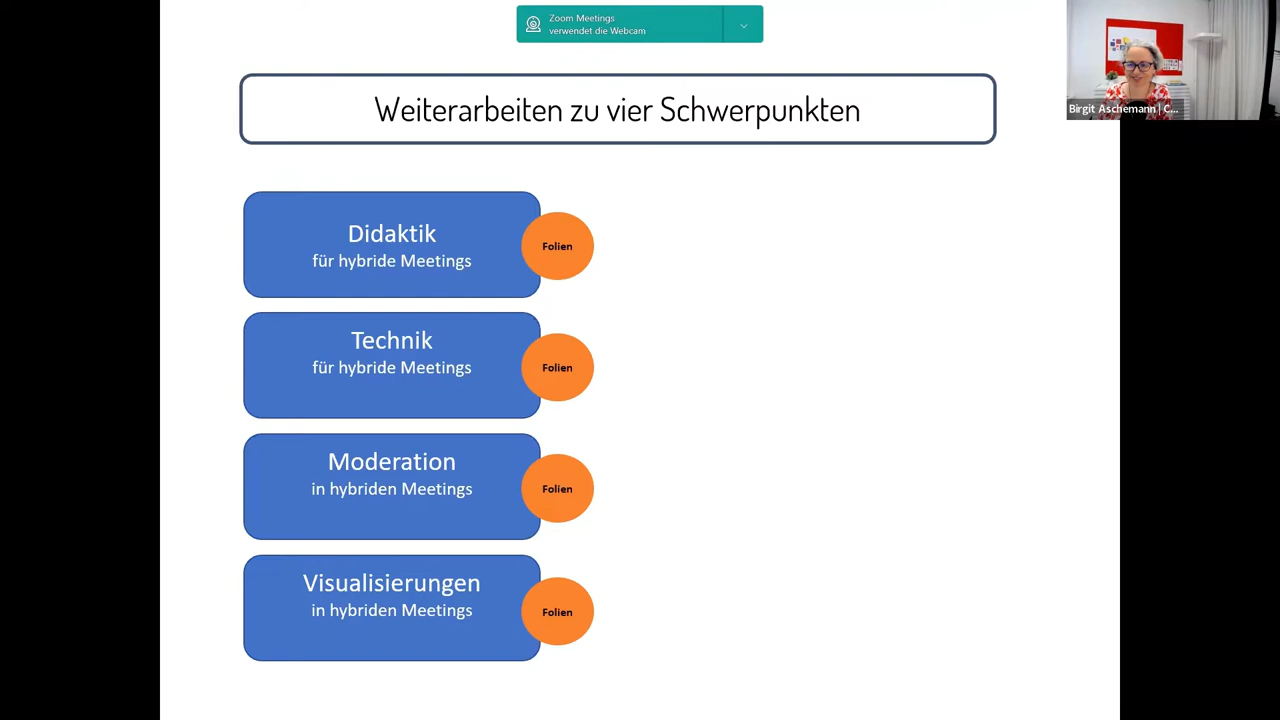 Zoom Meetings
verwendet die Webcam
Birgit Aschemann | C...
Weiterarbeiten zu vier Schwerpunkten
Didaktik
für hybride Meetings
Folien
Technik
für hybride Meetings
Folien
Moderation
in hybriden Meetings
Folien
Visualisierungen
in hybriden Meetings
Folien